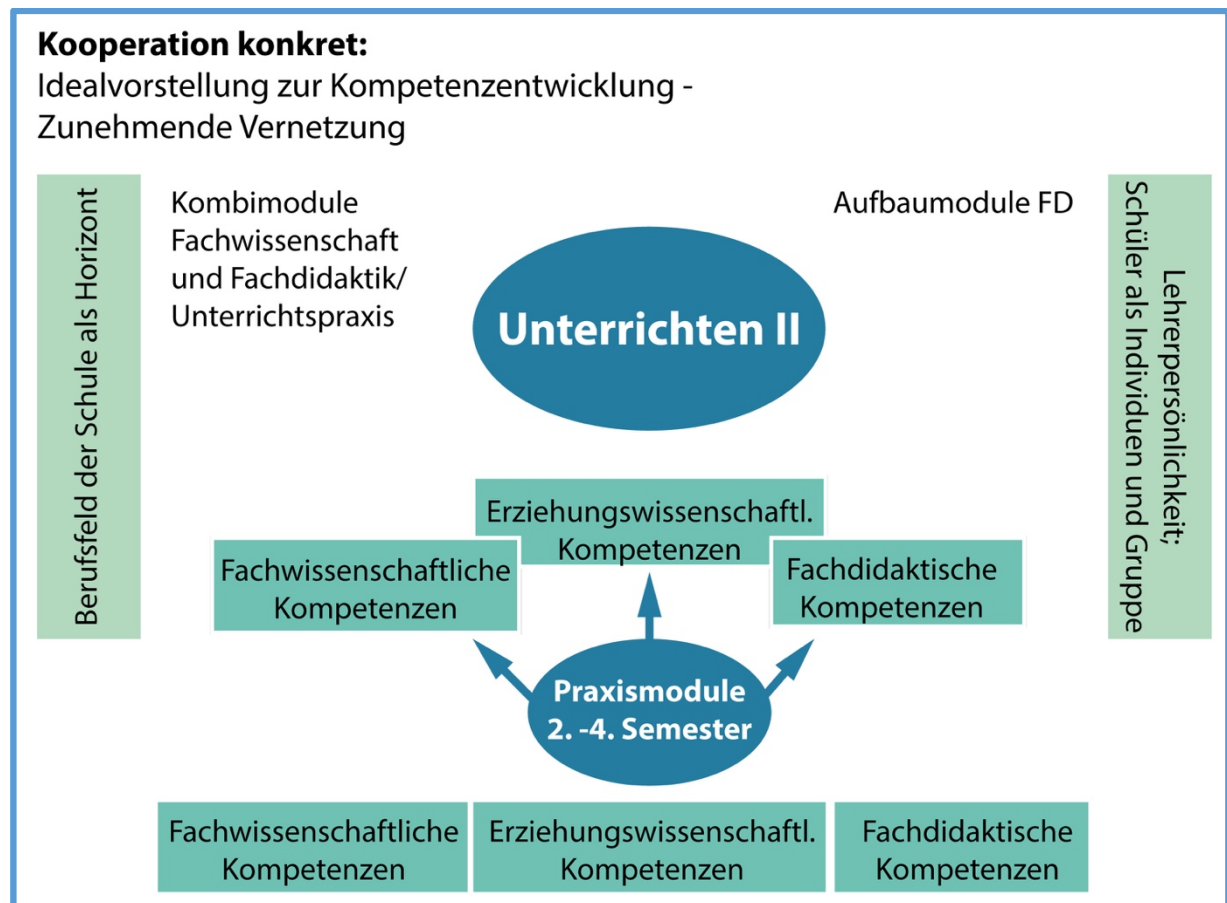 Kooperation konkret:
Idealvorstellung zur Kompetenzentwicklung -
Zunehmende Vernetzung
Berufsfeld der Schule als Horizont
Kombimodule
Fachwissenschaft
und Fachdidaktik/
Unterrichtspraxis
Unterrichten II
Aufbaumodule FD
Lehrerpersönlichkeit;
Schüler als Individuen und Gruppe
Erziehungswissenschaftl.
Kompetenzen
Fachwissenschaftliche
Kompetenzen
Fachdidaktische
Kompetenzen
Praxismodule
2. -4. Semester
Fachwissenschaftliche
Kompetenzen
Erziehungswissenschaftl.
Kompetenzen
Fachdidaktische
Kompetenzen